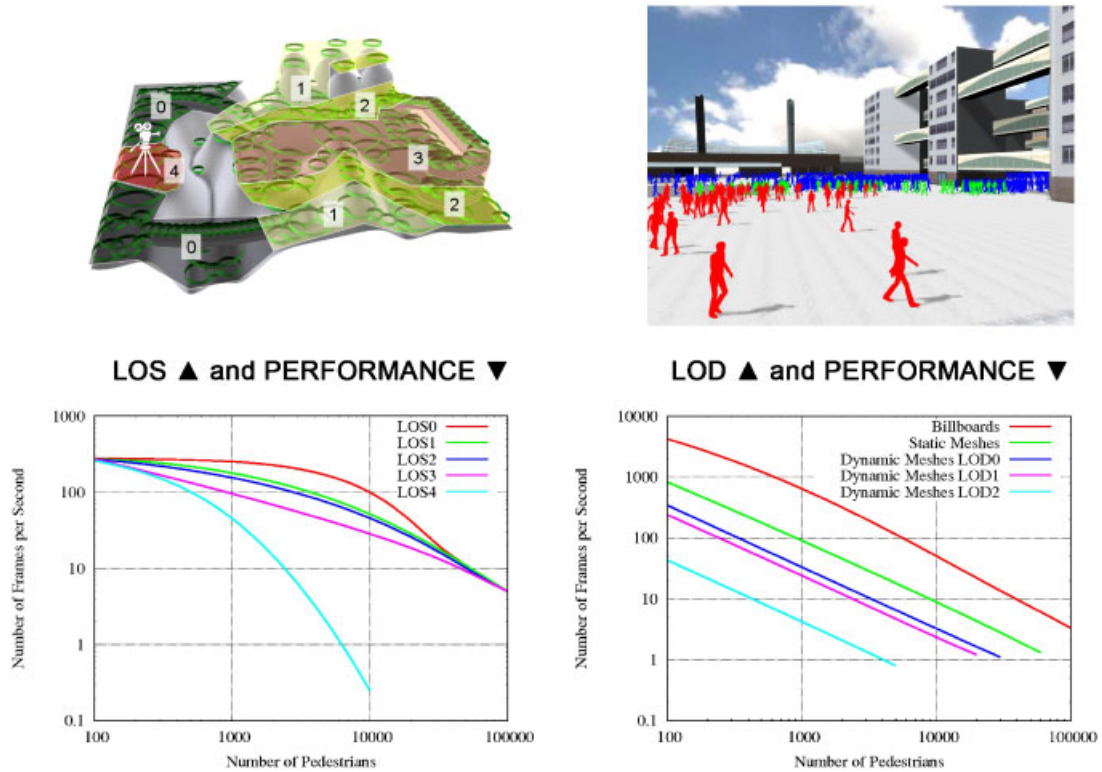 0
4
0
1
2
3
1
2
LOS ▲ and PERFORMANCE ▼
LOD ▲ and PERFORMANCE ▼
Number of Frames per Second
1000
100
10
1
0.1
LOS0
LOS1
LOS2
LOS3
LOS4
100
1000
10000
100000
Number of Pedestrians
Number of Frames per Second
10000
1000
100
10
1
0.1
Billboards
Static Meshes
Dynamic Meshes LOD0
Dynamic Meshes LOD1
Dynamic Meshes LOD2
100
1000
10000
100000
Number of Pedestrians